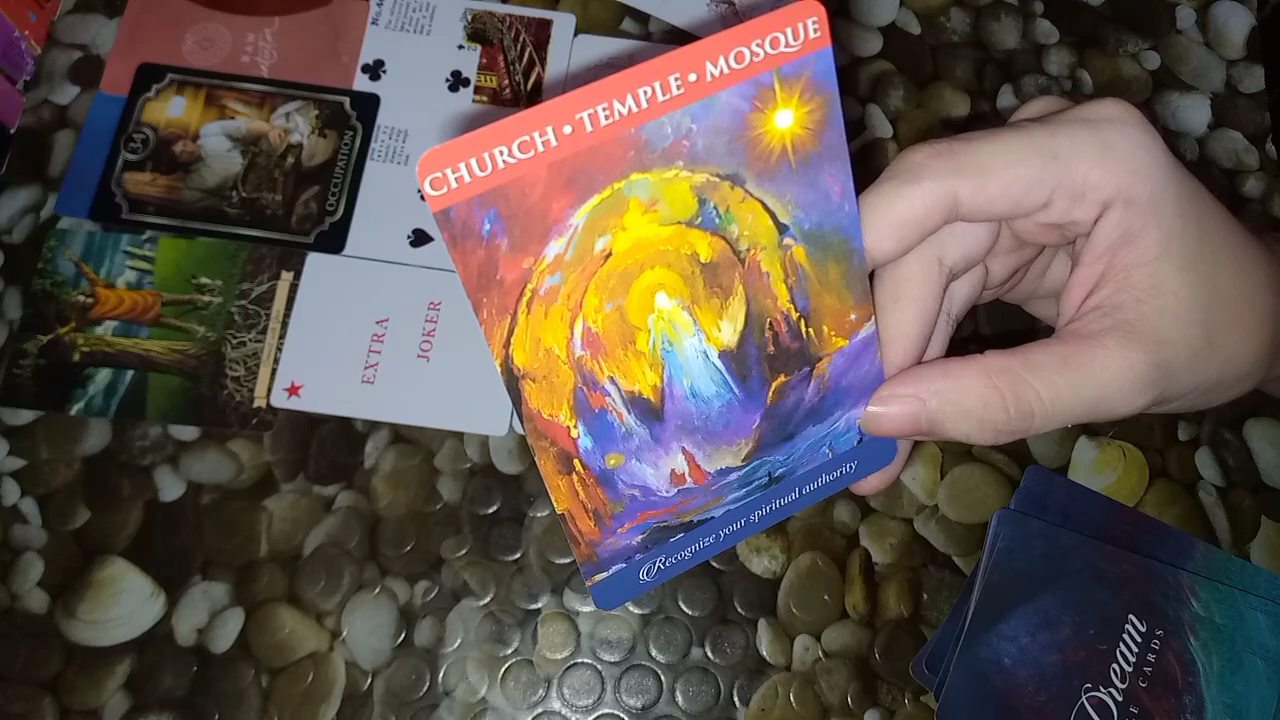 CHURCH • TEMPLE • MOSQUE
Recognize your spiritual authority
34
OCCUPATION
EXTRA
JOKER
Dream
CARDS